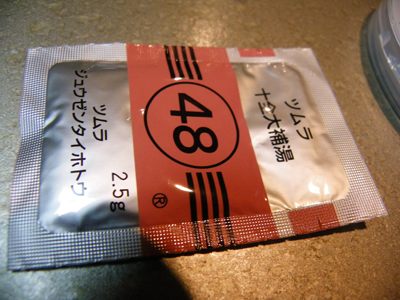 ツムラ
十全大補湯
48
®
ツムラ
ジュウゼンタイホトウ
2.5g